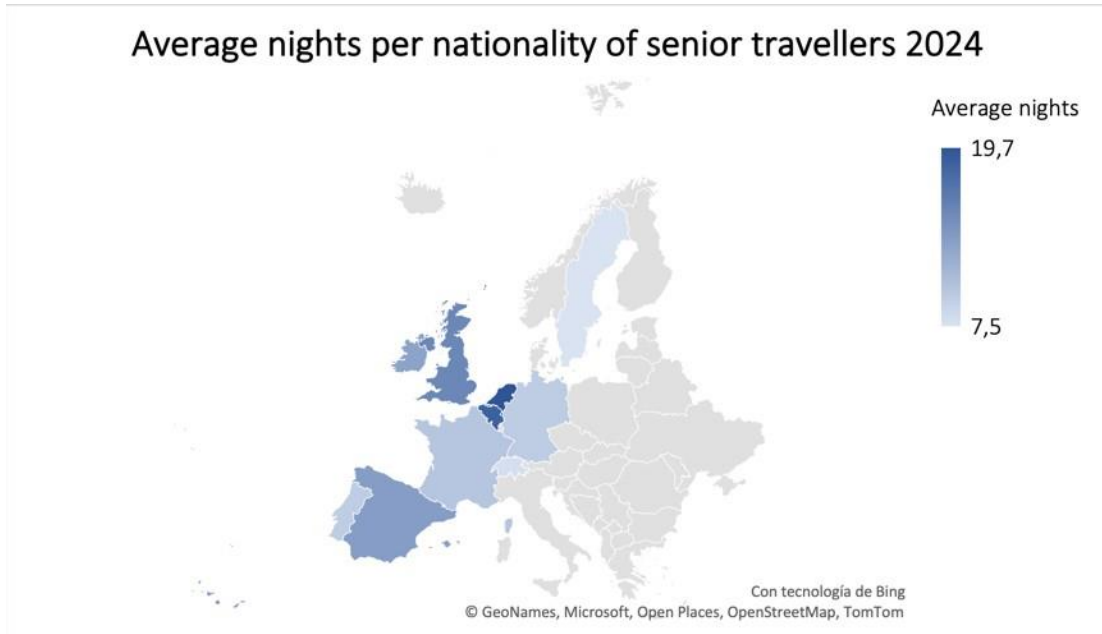 Average nights per nationality of senior travellers 2024
Average nights
19,7
7,5
Con tecnología de Bing
© GeoNames, Microsoft, Open Places, OpenStreetMap, TomTom